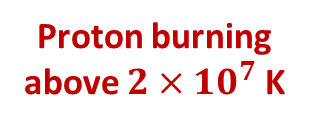 Proton burning
above 2 × 10⁷ K